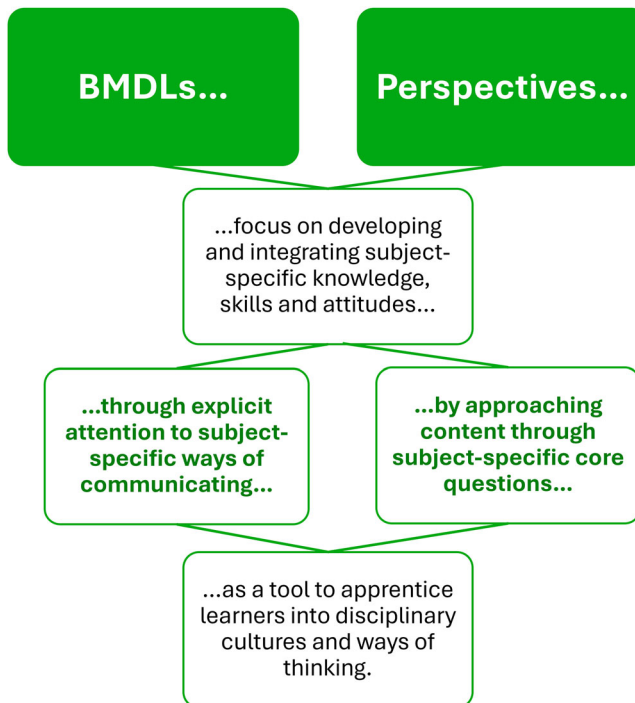 BMDLs...
Perspectives...
...focus on developing
and integrating subject-
specific knowledge,
skills and attitudes...
...through explicit
attention to subject-
specific ways of
communicating...
...by approaching
content through
subject-specific core
questions...
...as a tool to apprentice
learners into disciplinary
cultures and ways of
thinking.